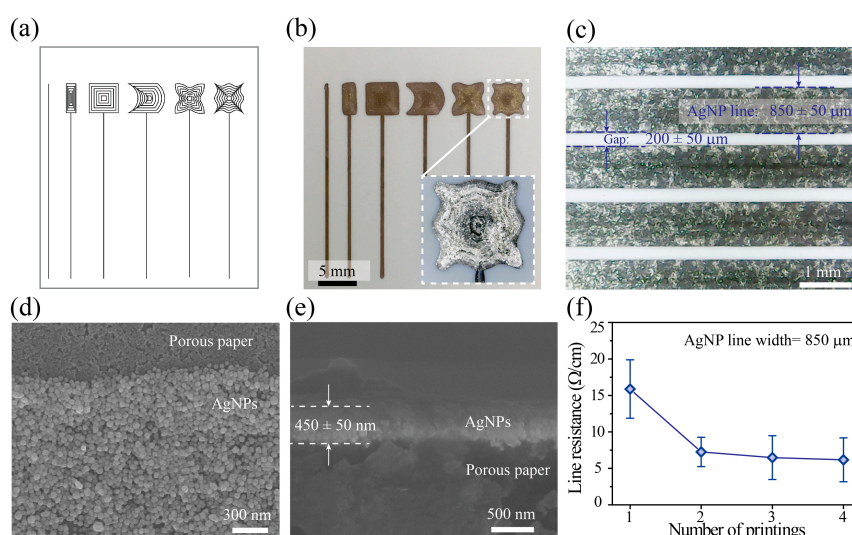 (a)
(b)
5 mm
(c)
AgNP line: 850 ± 50 μm
Gap: 200 ± 50 μm
1 mm
(d)
Porous paper
AgNPs
300 nm
(e)
450 ± 50 nm
AgNPs
Porous paper
500 nm
(f)
AgNP line width= 850 μm
Line resistance (Ω/cm)
25
20
15
10
5
0
1 2 3 4
Number of printings